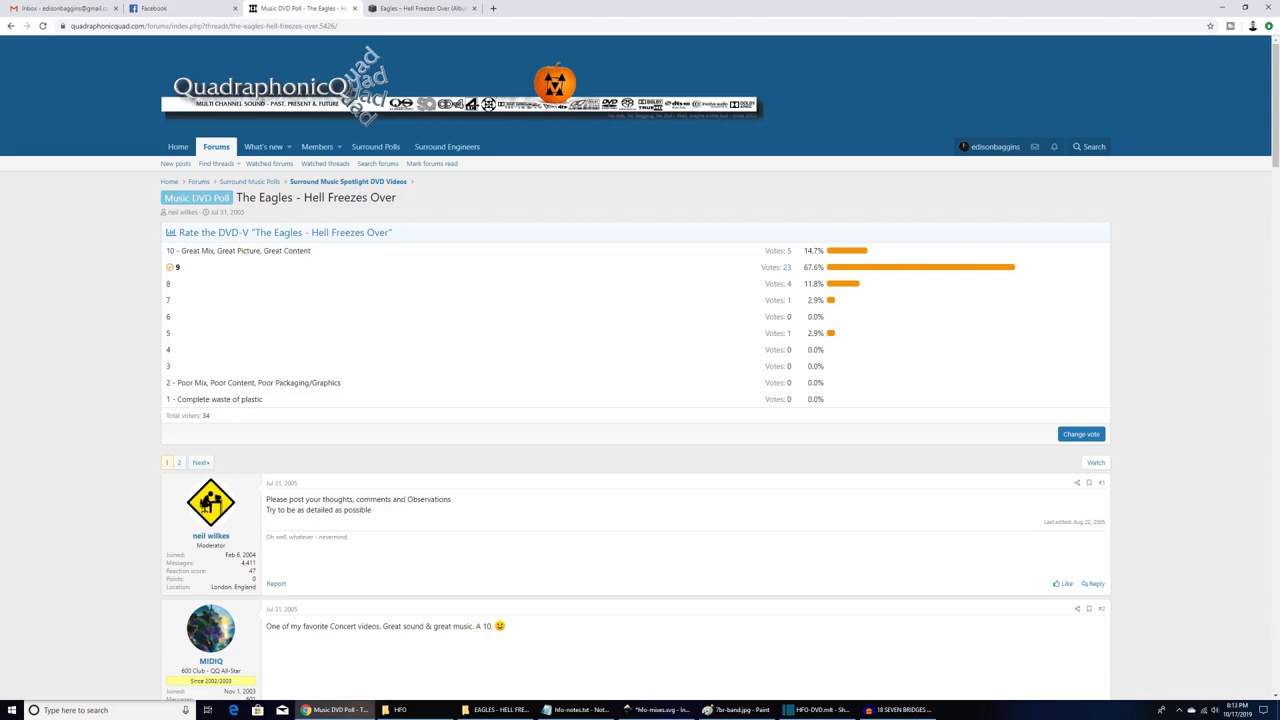 Inbox - edisonbaggins@gmail.c
Facebook
Music DVD Poll - The Eagles - He
Eagles – Hell Freezes Over (Albu
quadraphonicquad.com/forums/index.php?threads/the-eagles-hell-freezes-over.5426/
QuadraphonicQuad
MULTI CHANNEL SOUND - PAST, PRESENT & FUTURE
Home
Forums
What's new
Members
Surround Polls
Surround Engineers
edisonbaggins
Search
New posts
Find threads
Watched forums
Watched threads
Search forums
Mark forums read
Home
Forums
Surround Music Polls
Surround Music Spotlight DVD Videos
Music DVD Poll The Eagles - Hell Freezes Over
neil wilkes Jul 31, 2005
Rate the DVD-V "The Eagles - Hell Freezes Over"
10 - Great Mix, Great Picture, Great Content Votes: 5 14.7%
9 Votes: 23 67.6%
8 Votes: 4 11.8%
7 Votes: 1 2.9%
6 Votes: 0 0.0%
5 Votes: 1 2.9%
4 Votes: 0 0.0%
3 Votes: 0 0.0%
2 - Poor Mix, Poor Content, Poor Packaging/Graphics Votes: 0 0.0%
1 - Complete waste of plastic Votes: 0 0.0%
Total voters: 34
Change vote
1 2 Next
Watch
Jul 31, 2005 #1
Please post your thoughts, comments and Observations
Try to be as detailed as possible
Last edited: Aug 22, 2005
Oh well, whatever - nevermind.
neil wilkes
Moderator
Joined: Feb 6, 2004
Messages: 4,411
Reaction score: 47
Points: 0
Location: London, England
Report
Like Reply
Jul 31, 2005 #2
One of my favorite Concert videos. Great sound & great music. A 10.
MIDIQ
600 Club - QQ All-Star
Since 2002/2003
Joined: Nov 1, 2003
Type here to search
Music DVD Poll - T...
HFO
EAGLES - HELL FRE...
hfo-notes.txt - Not...
*hfo-mixes.svg - In...
7br-band.jpg - Paint
HFO-DVD.mlt - Sh...
18 SEVEN BRIDGES ...
8:13 PM
10/17/2019